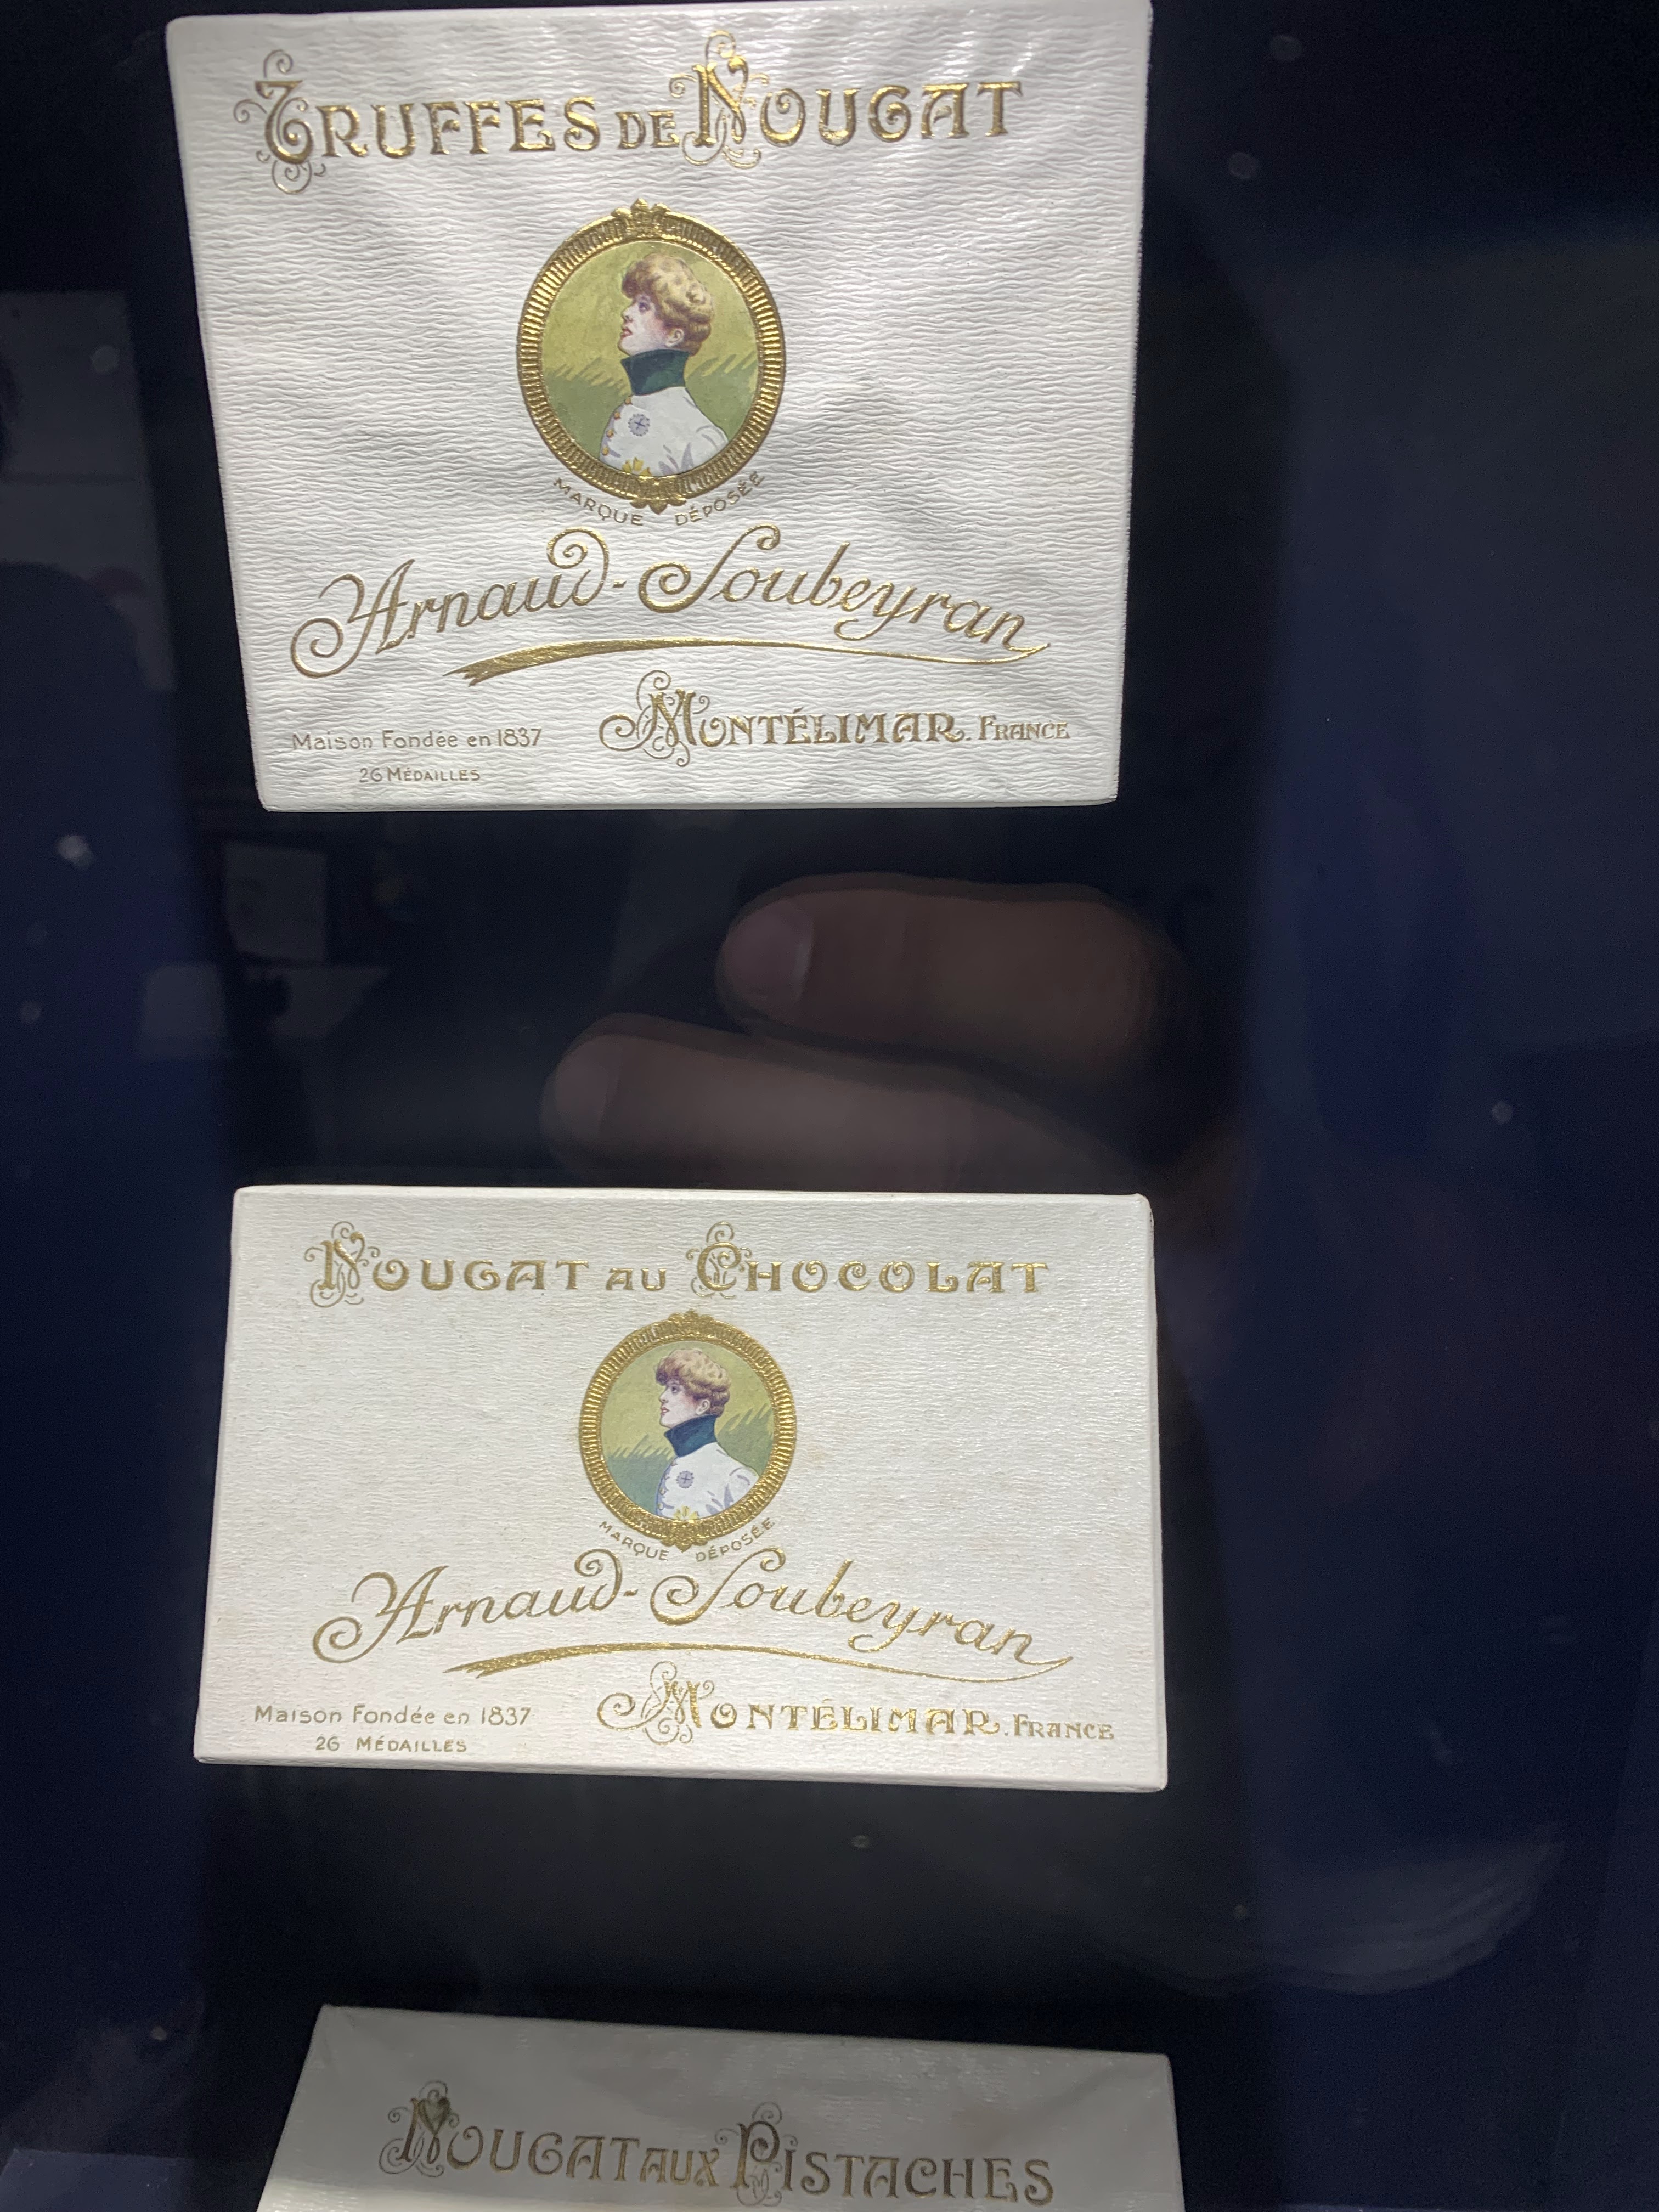 TRUFFES DE NOUGAT
MARQUE DÉPOSÉE
Arnaud-Soubeyran
Maison Fondée en 1837
26 MÉDAILLES
MONTÉLIMAR. FRANCE
NOUGAT AU CHOCOLAT
MARQUE DÉPOSÉE
Arnaud-Soubeyran
Maison Fondée en 1837
26 MÉDAILLES
MONTÉLIMAR. FRANCE
NOUGAT AUX PISTACHES